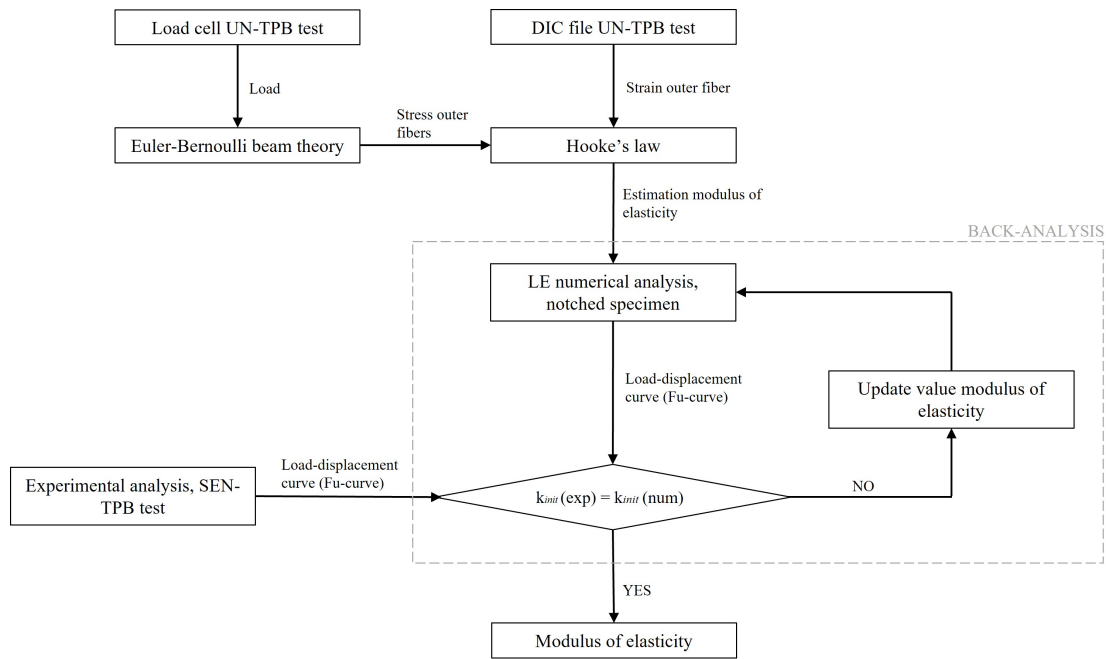 Load cell UN-TPB test
DIC file UN-TPB test
Load
Strain outer fiber
Stress outer
fibers
Euler-Bernoulli beam theory
Hooke’s law
Estimation modulus of
elasticity
BACK-ANALYSIS
LE numerical analysis,
notched specimen
Load-displacement
curve (Fu-curve)
Update value modulus of
elasticity
Experimental analysis, SEN-
TPB test
Load-displacement
curve (Fu-curve)
kinit (exp) = kinit (num)
NO
YES
Modulus of elasticity